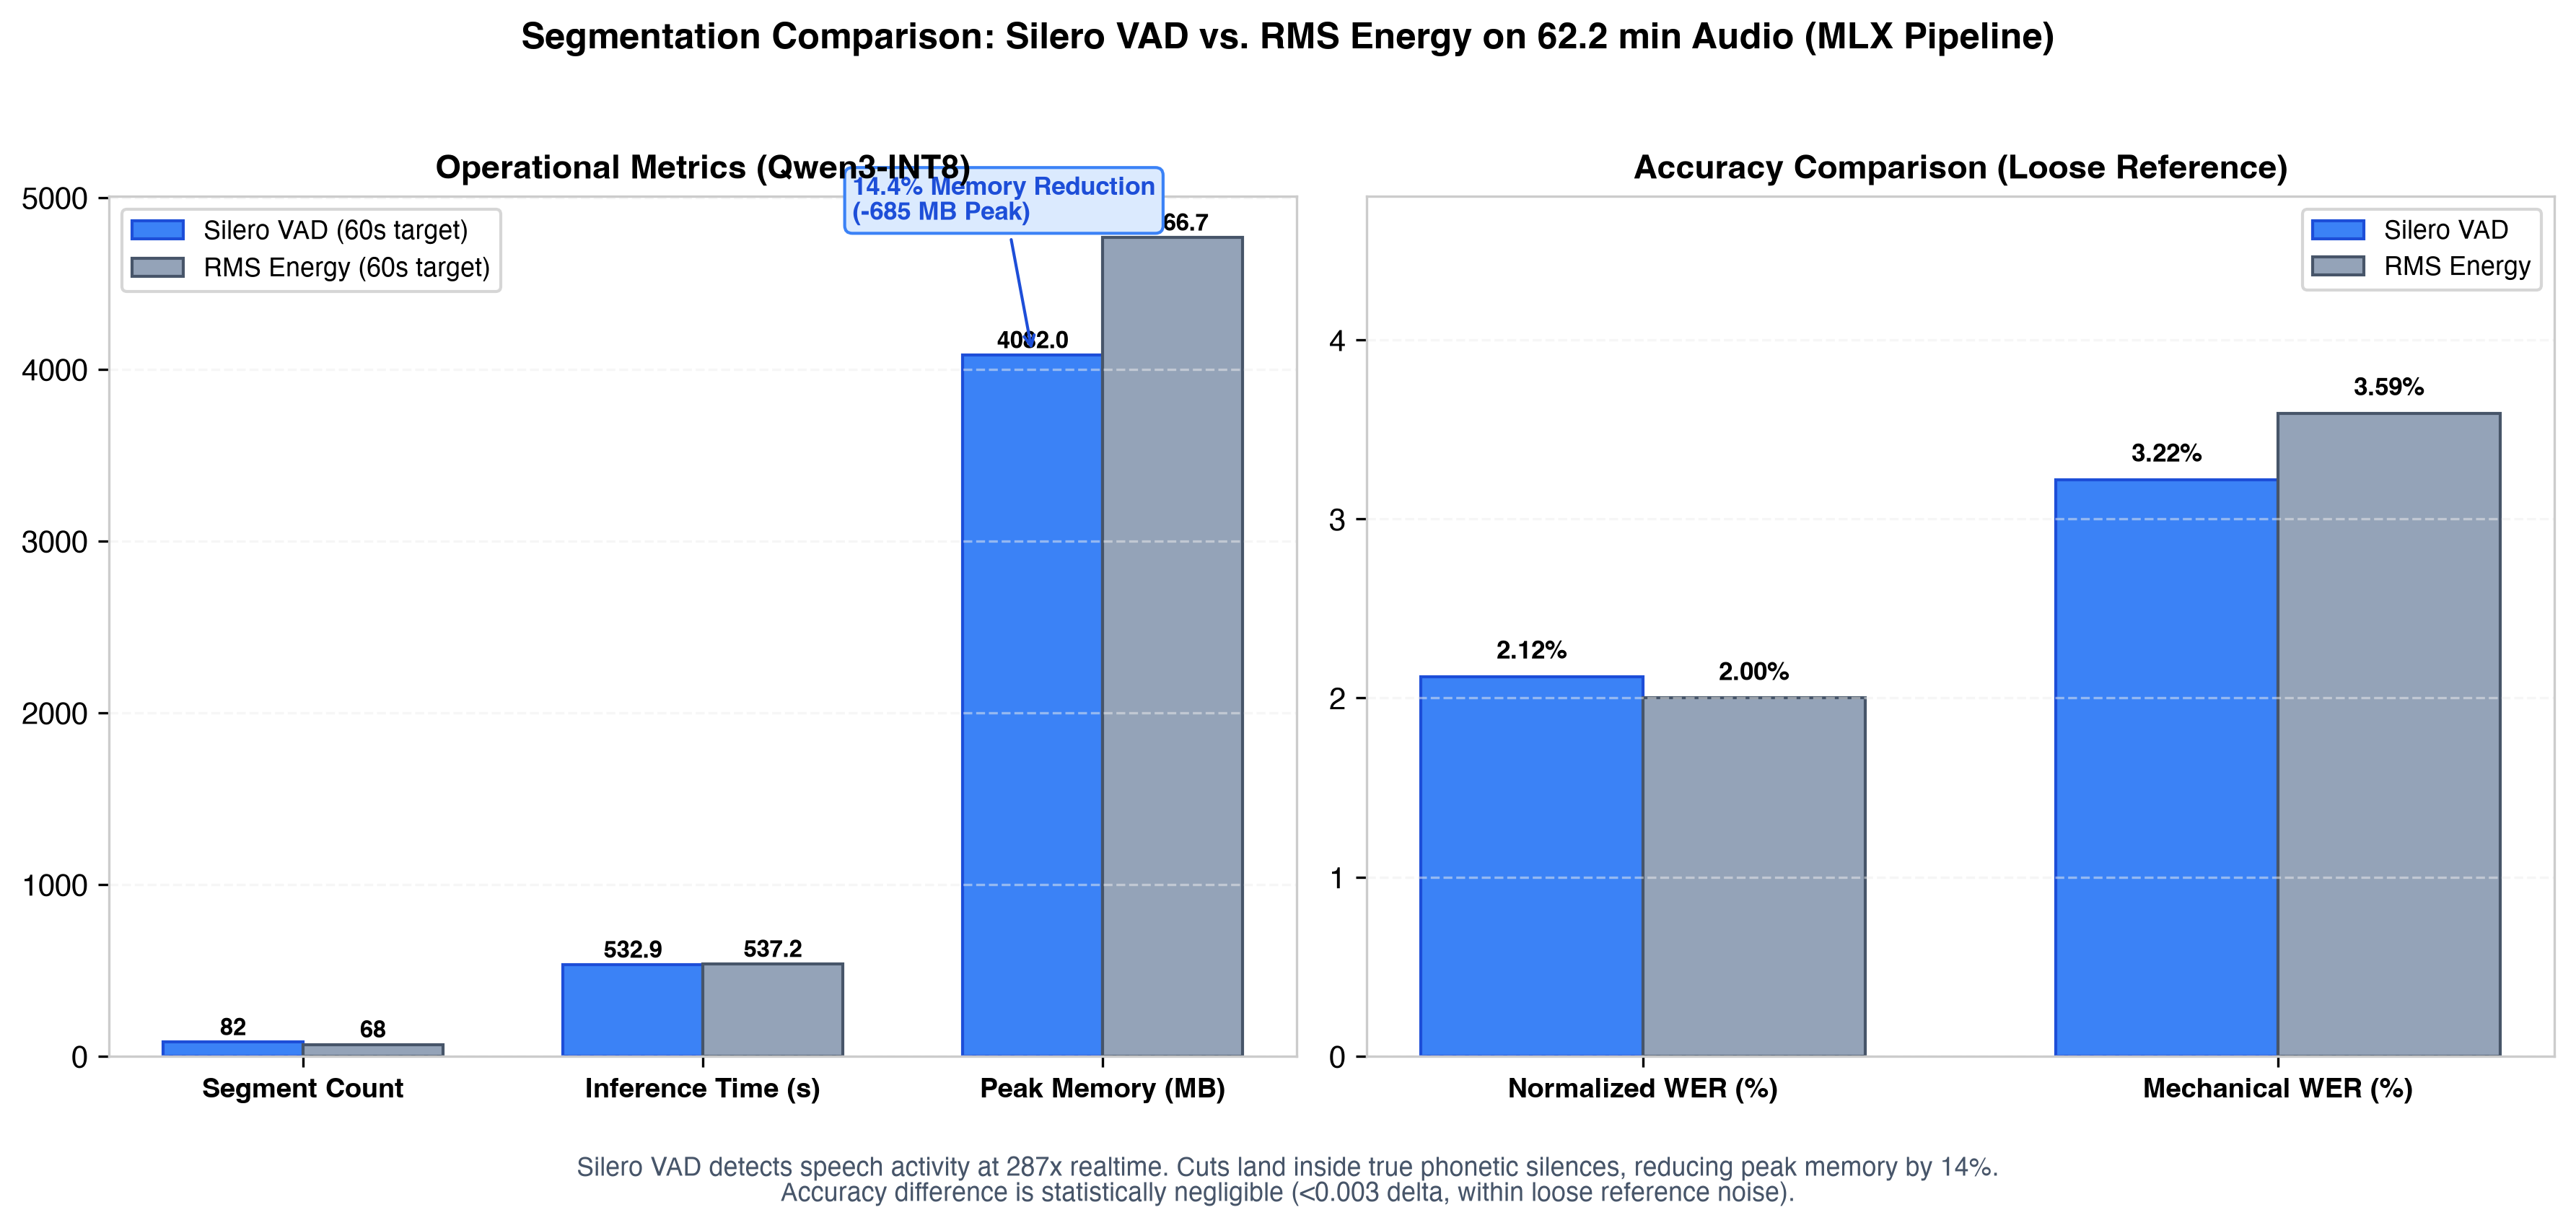 Segmentation Comparison: Silero VAD vs. RMS Energy on 62.2 min Audio (MLX Pipeline)
Operational Metrics (Qwen3-INT8)
14.4% Memory Reduction
(-685 MB Peak)
Silero VAD (60s target)
RMS Energy (60s target)
5000
4000
3000
2000
1000
0
82
68
532.9
537.2
4082.0
66.7
Segment Count
Inference Time (s)
Peak Memory (MB)
Accuracy Comparison (Loose Reference)
Silero VAD
RMS Energy
4
3
2
1
0
2.12%
2.00%
3.22%
3.59%
Normalized WER (%)
Mechanical WER (%)
Silero VAD detects speech activity at 287x realtime. Cuts land inside true phonetic silences, reducing peak memory by 14%.
Accuracy difference is statistically negligible (<0.003 delta, within loose reference noise).